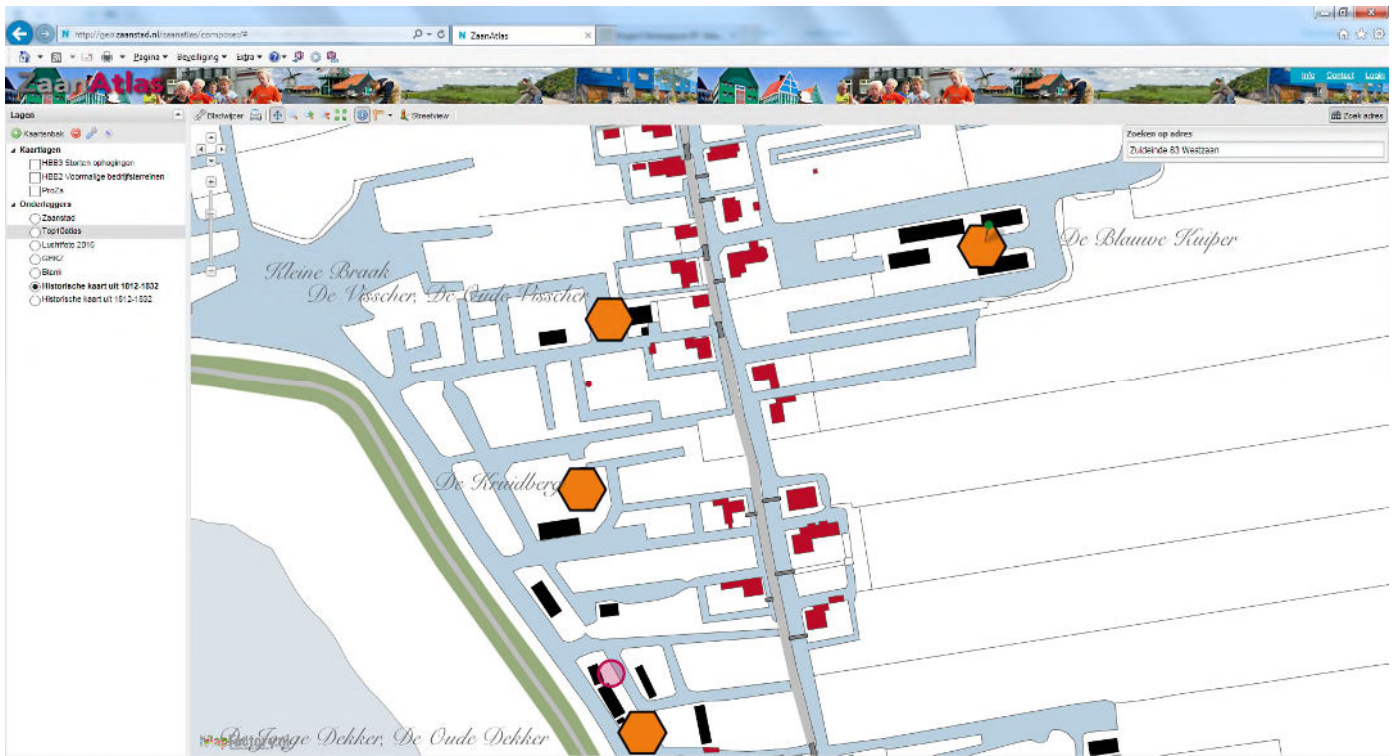 http://geo.zaanstad.nl/zaanatlas/composer/#
ZaanAtlas
Pagina
Beveiliging
Extra
ZaanAtlas
Info Contact Login
Lagen
Bladwijzer
Streetview
Zoek adres
Kaartenbak
Zoeken op adres
Zuideinde 83 Westzaan
Kaartlagen
HBB3 Storten ophogingen
HBB2 Voormalige bedrijfsterreinen
ProZa
Onderleggers
Zaanstad
Top10atlas
Luchtfoto 2016
GBKZ
Blank
Historische kaart uit 1812-1832
Historische kaart uit 1812-1832
De Blauwe Kuiper
Kleine Braak
De Visscher, De Oude Visscher
De Kruidberg
De Jonge Dekker, De Oude Dekker